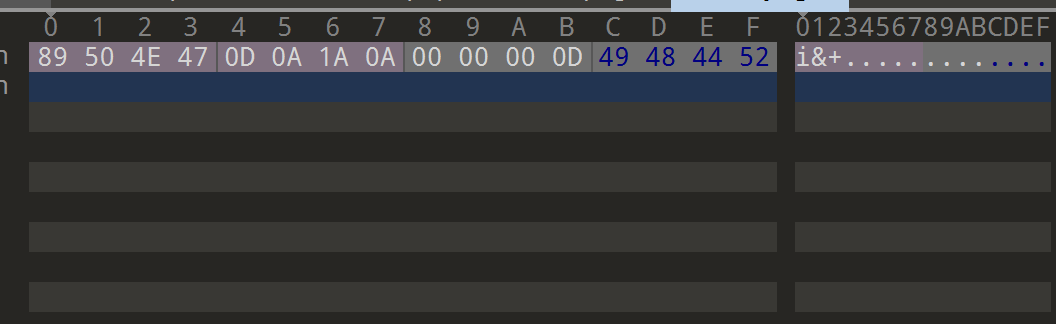 0 1 2 3 4 5 6 7 8 9 A B C D E F 0123456789ABCDEF
89 50 4E 47 0D 0A 1A 0A 00 00 00 0D 49 48 44 52 i&+.............